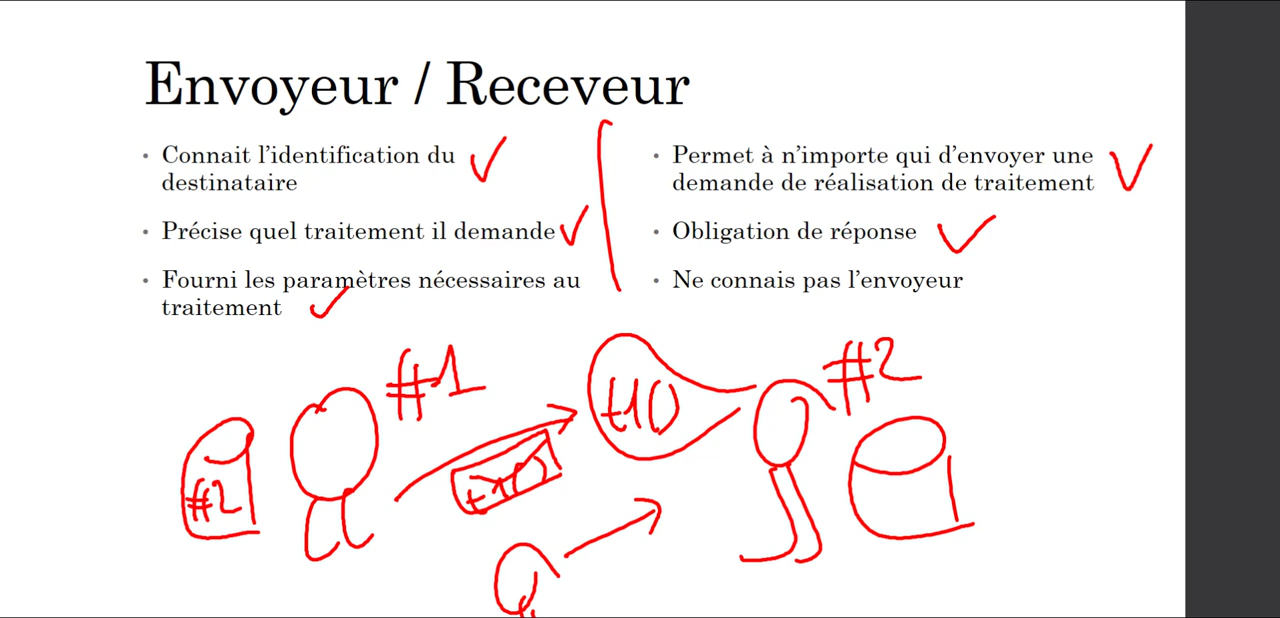 Envoyeur / Receveur
• Connait l'identification du
destinataire
• Précise quel traitement il demande
• Fourni les paramètres nécessaires au
traitement
• Permet à n'importe qui d'envoyer une
demande de réalisation de traitement
• Obligation de réponse
• Ne connais pas l'envoyeur
#1
#2
t1()
#2